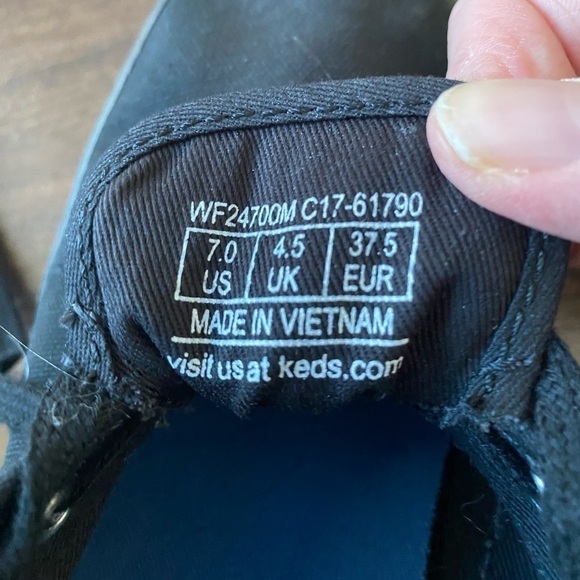 WF24700M C17-61790
7.0 4.5 37.5
US UK EUR
MADE IN VIETNAM
visit us at keds.com